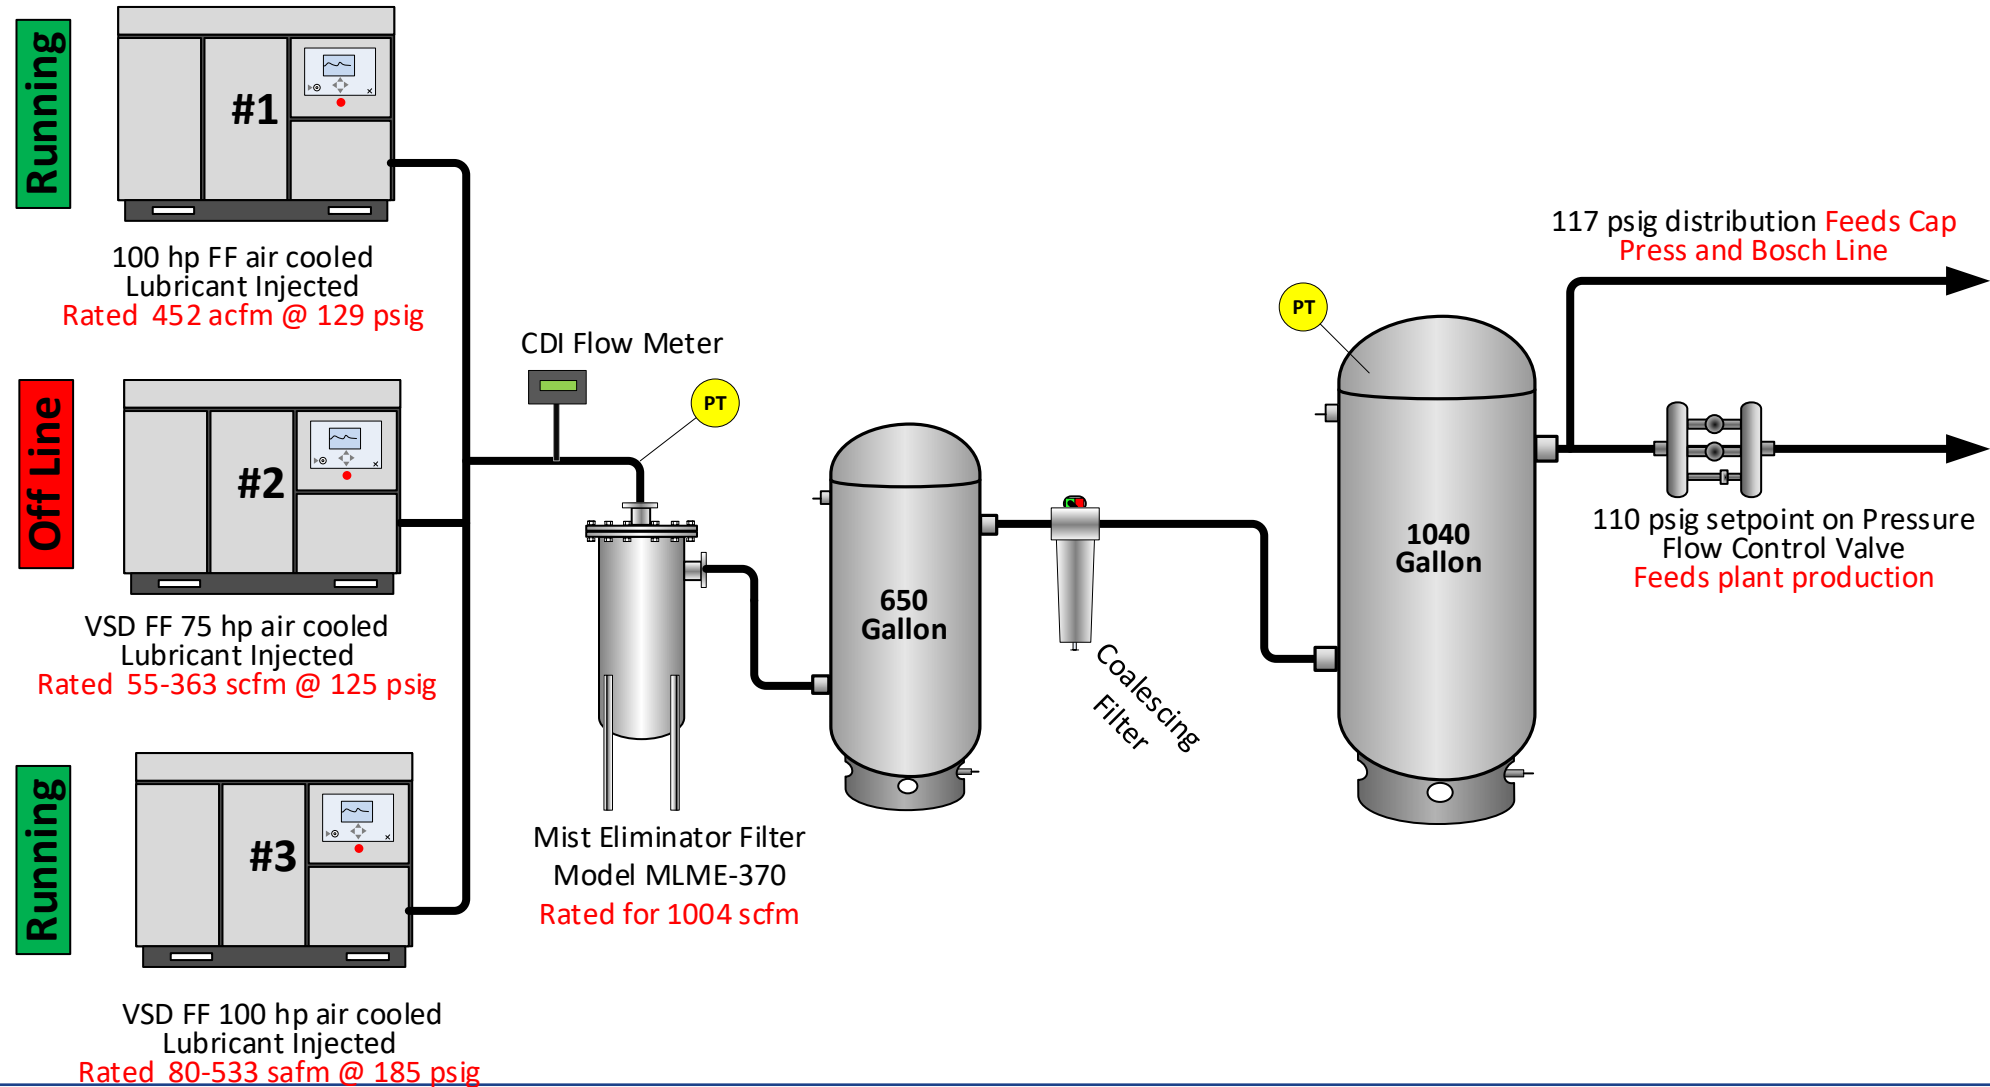 Running
#1
100 hp FF air cooled
Lubricant Injected
Rated 452 acfm @ 129 psig
Off Line
#2
VSD FF 75 hp air cooled
Lubricant Injected
Rated 55-363 scfm @ 125 psig
Running
#3
VSD FF 100 hp air cooled
Lubricant Injected
Rated 80-533 safm @ 185 psig
CDI Flow Meter
PT
Mist Eliminator Filter
Model MLME-370
Rated for 1004 scfm
650
Gallon
Coalescing
Filter
PT
1040
Gallon
117 psig distribution Feeds Cap
Press and Bosch Line
110 psig setpoint on Pressure
Flow Control Valve
Feeds plant production